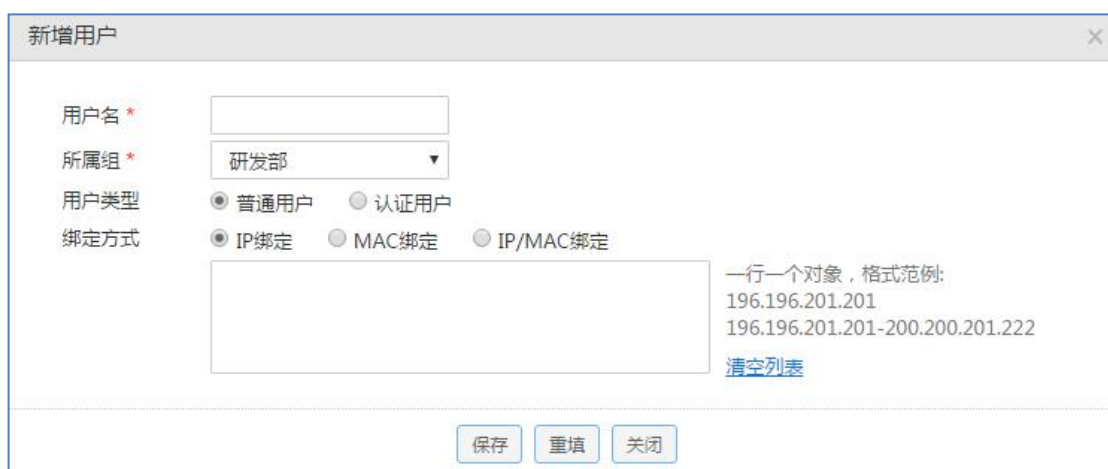 新增用户 ×
用户名 *
所属组 * 研发部
用户类型 普通用户 认证用户
绑定方式 IP绑定 MAC绑定 IP/MAC绑定
一行一个对象，格式范例:
196.196.201.201
196.196.201.201-200.200.201.222
清空列表
保存 重填 关闭